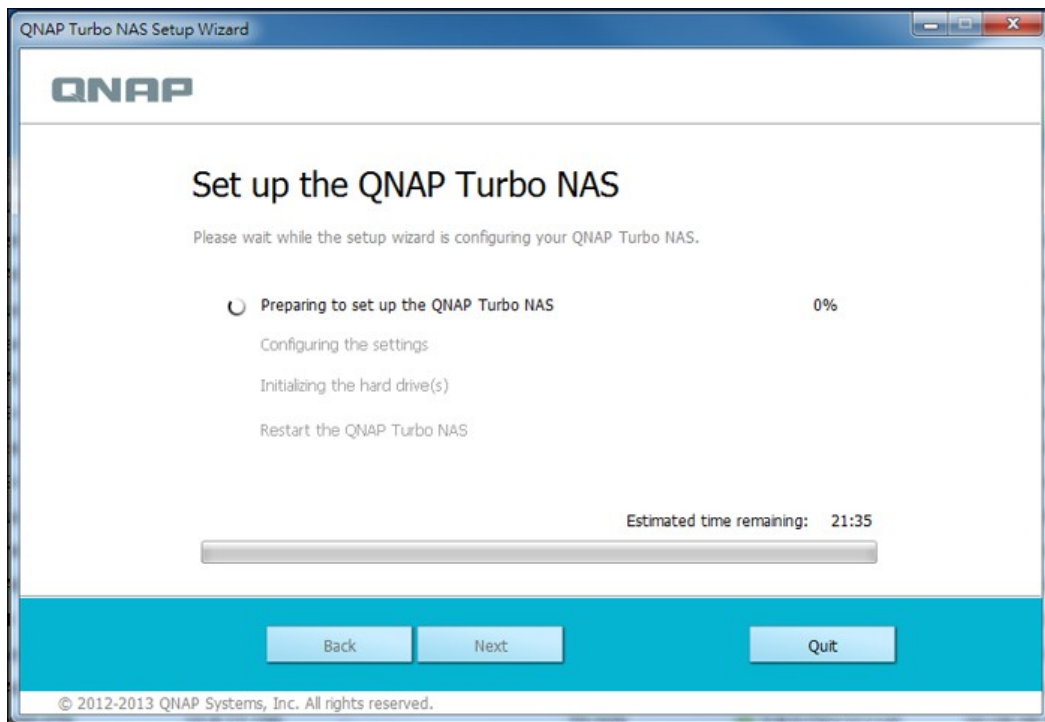 QNAP Turbo NAS Setup Wizard
QNAP
Set up the QNAP Turbo NAS
Please wait while the setup wizard is configuring your QNAP Turbo NAS.
Preparing to set up the QNAP Turbo NAS 0%
Configuring the settings
Initializing the hard drive(s)
Restart the QNAP Turbo NAS
Estimated time remaining: 21:35
Back Next Quit
© 2012-2013 QNAP Systems, Inc. All rights reserved.